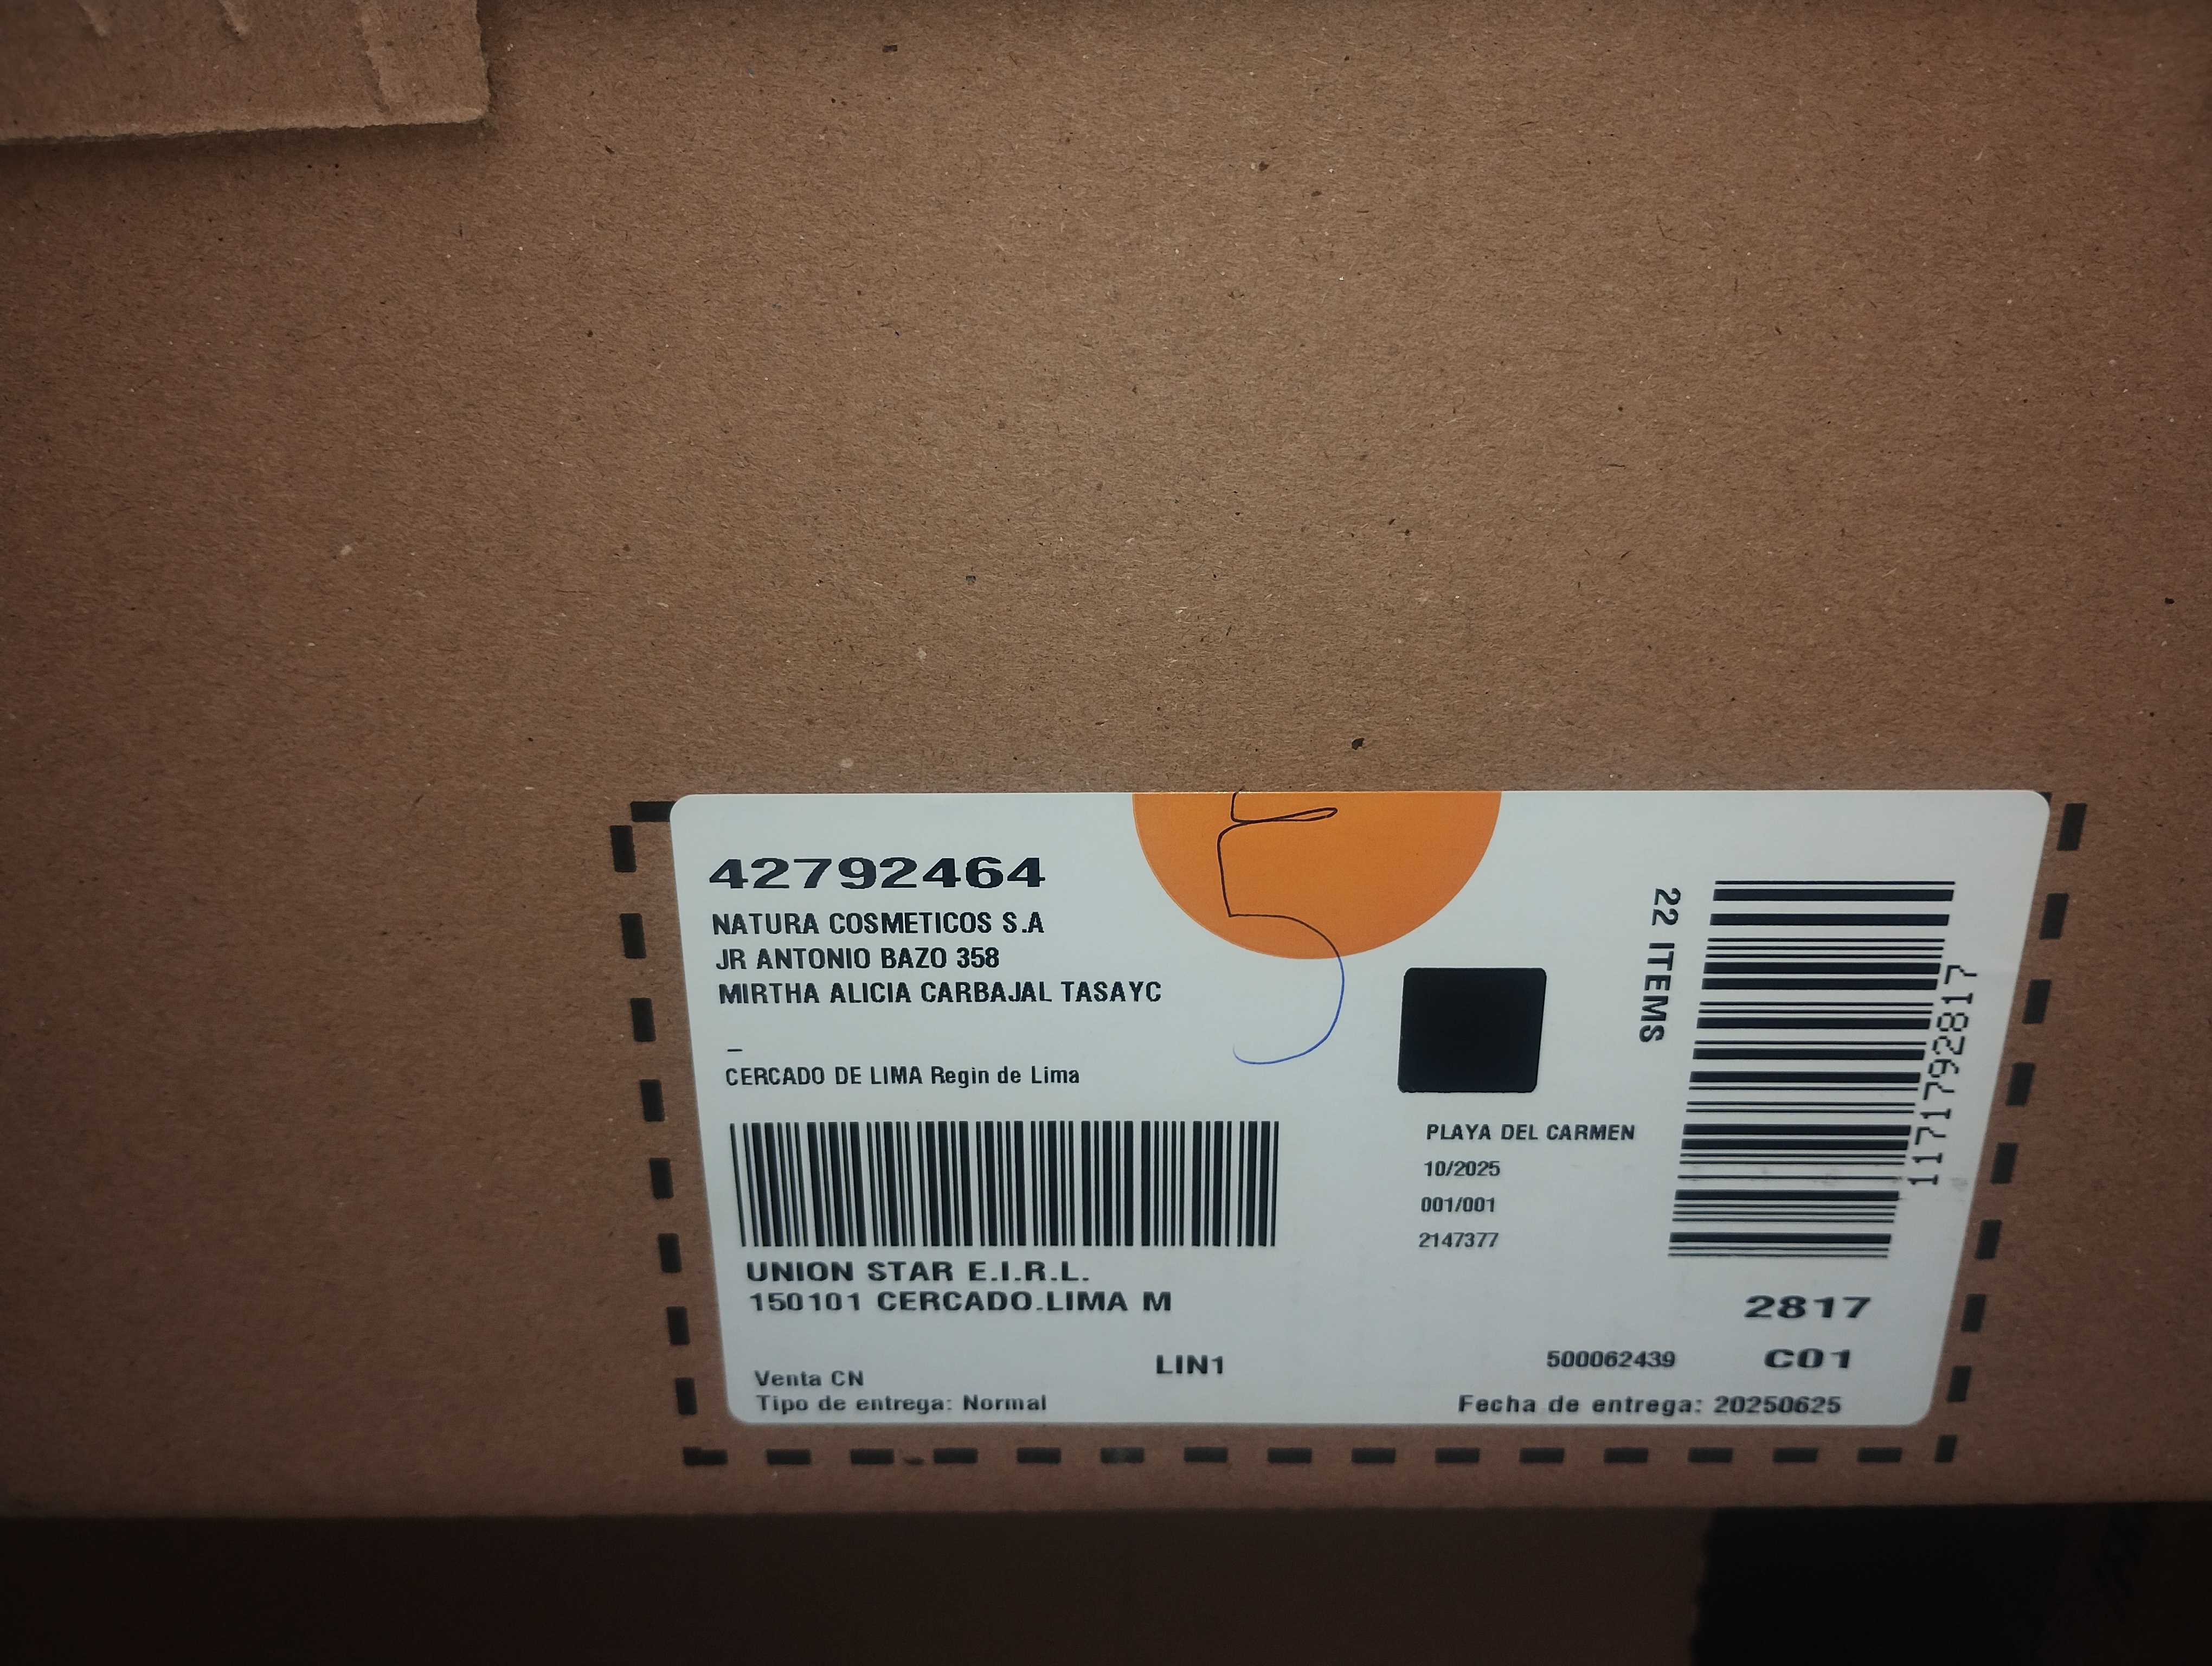 42792464
NATURA COSMETICOS S.A
JR ANTONIO BAZO 358
MIRTHA ALICIA CARBAJAL TASAYC
_
CERCADO DE LIMA Regin de Lima
UNION STAR E.I.R.L.
150101 CERCADO.LIMA M
LIN1
Venta CN
Tipo de entrega: Normal
PLAYA DEL CARMEN
10/2025
001/001
2147377
22 ITEMS
1171792817
2817
500062439 C01
Fecha de entrega: 20250625